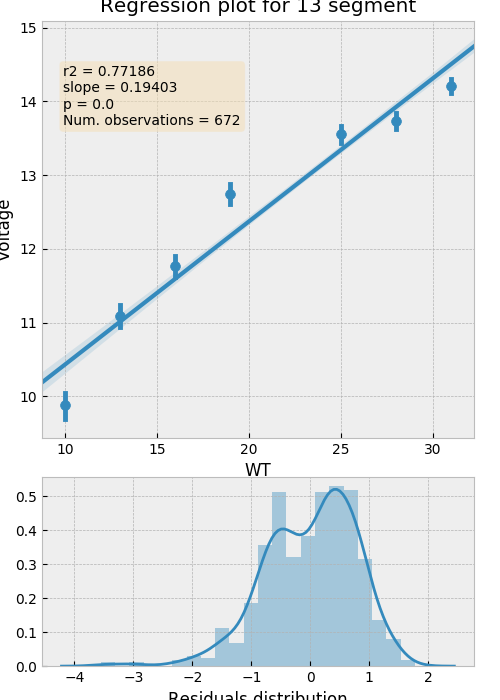 Regression plot for 13 segment
15
14
13
12
11
10
Voltage
r2 = 0.77186
slope = 0.19403
p = 0.0
Num. observations = 672
10 15 20 25 30
WT
0.5
0.4
0.3
0.2
0.1
0.0
−4 −3 −2 −1 0 1 2
Residuals distribution